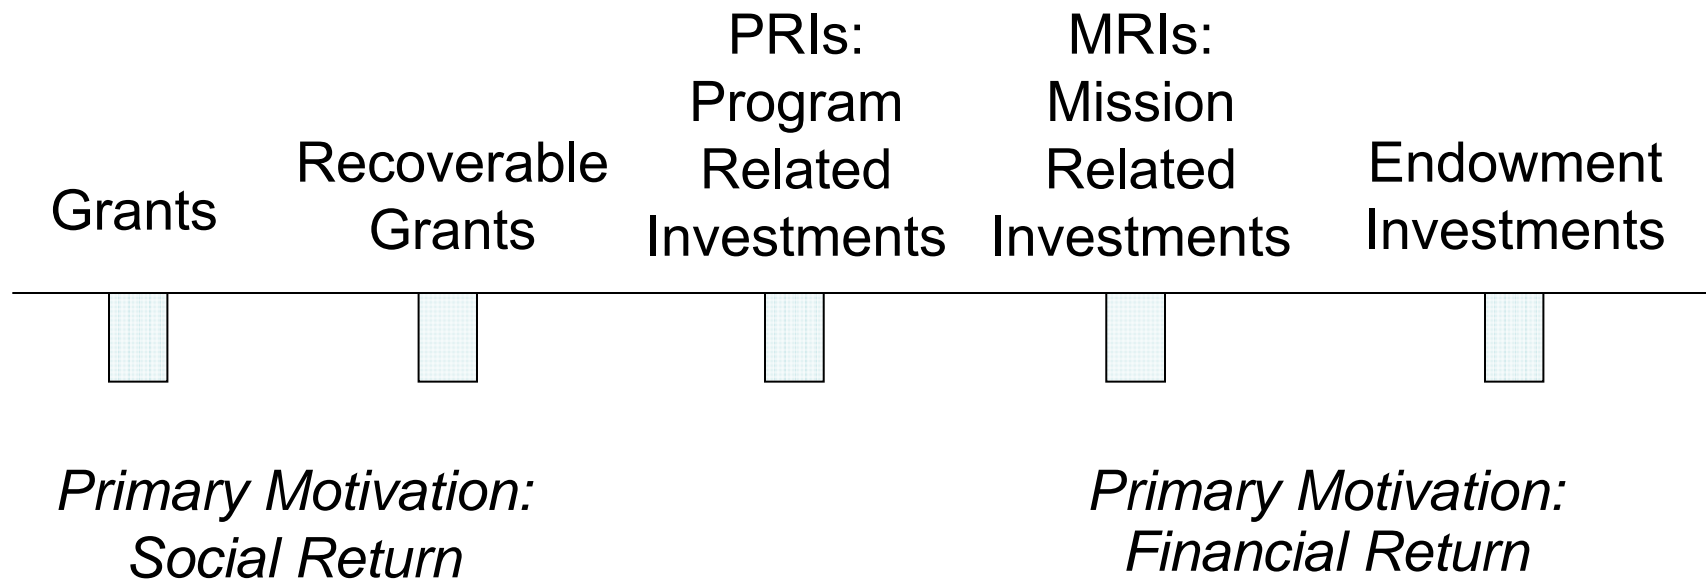 Grants
Recoverable
Grants
PRIs:
Program
Related
Investments
MRIs:
Mission
Related
Investments
Endowment
Investments
Primary Motivation:
Social Return
Primary Motivation:
Financial Return